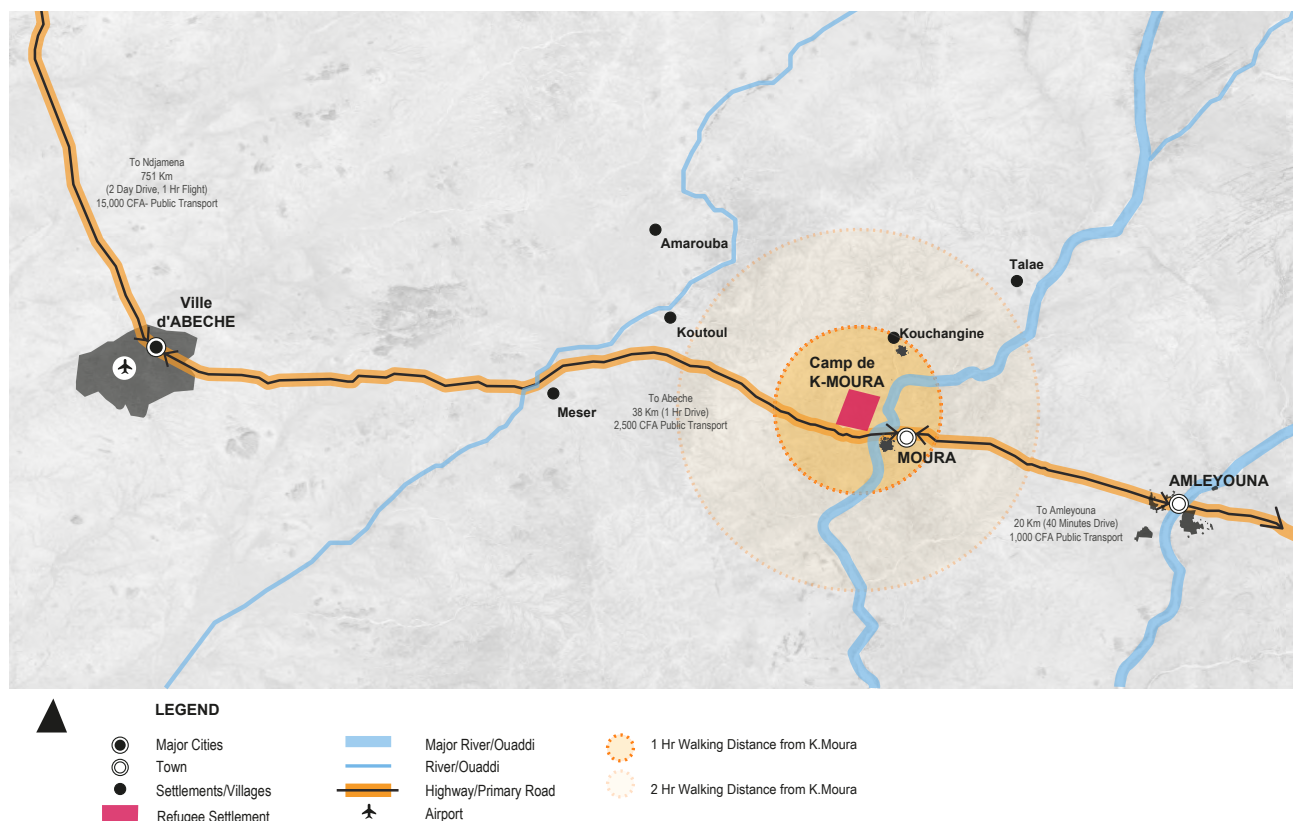 To Ndjamena
751 Km
(2 Day Drive, 1 Hr Flight)
15,000 CFA- Public Transport
Amarouba
Talae
Ville
d'ABECHE
Koutoul
Kouchangine
Camp de
K-MOURA
Meser
To Abeche
38 Km (1 Hr Drive)
2,500 CFA Public Transport
MOURA
AMLEYOUNA
To Amleyouna
20 Km (40 Minutes Drive)
1,000 CFA Public Transport
LEGEND
Major Cities
Town
Settlements/Villages
Refugee Settlement
Major River/Ouaddi
River/Ouaddi
Highway/Primary Road
Airport
1 Hr Walking Distance from K.Moura
2 Hr Walking Distance from K.Moura